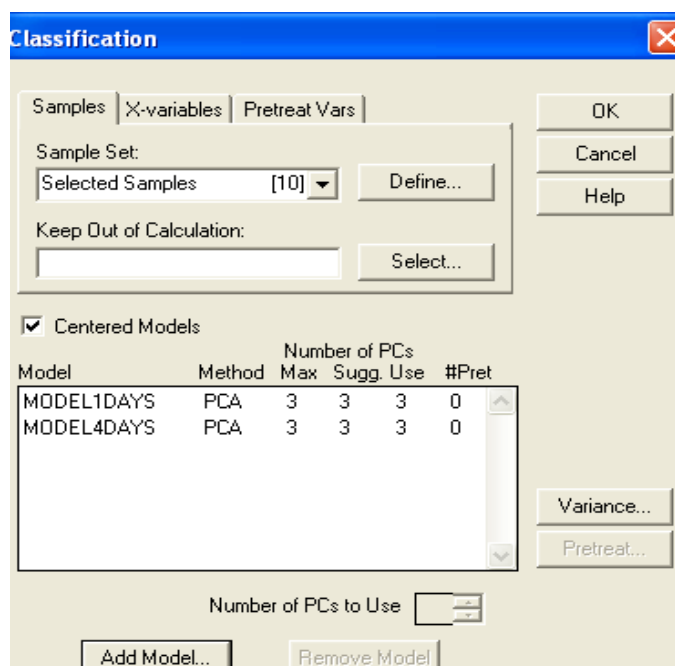 Classification
Samples X-variables Pretreat Vars
OK
Sample Set:
Cancel
Selected Samples [10] Define...
Help
Keep Out of Calculation:
Select...
Centered Models
Number of PCs
Model Method Max Sugg. Use #Pret
MODEL1DAYS PCA 3 3 3 0
MODEL4DAYS PCA 3 3 3 0
Variance...
Pretreat...
Number of PCs to Use
Add Model... Remove Model